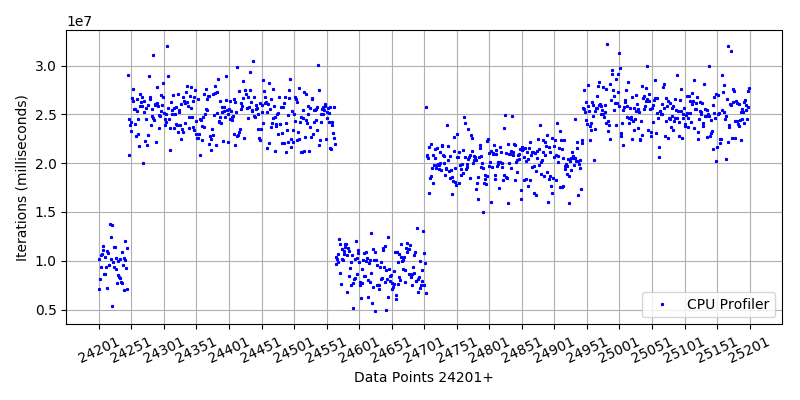 1e7
3.0
2.5
2.0
1.5
1.0
0.5
Iterations (milliseconds)
CPU Profiler
24201 24251 24301 24351 24401 24451 24501 24551 24601 24651 24701 24751 24801 24851 24901 24951 25001 25051 25101 25151 25201
Data Points 24201+